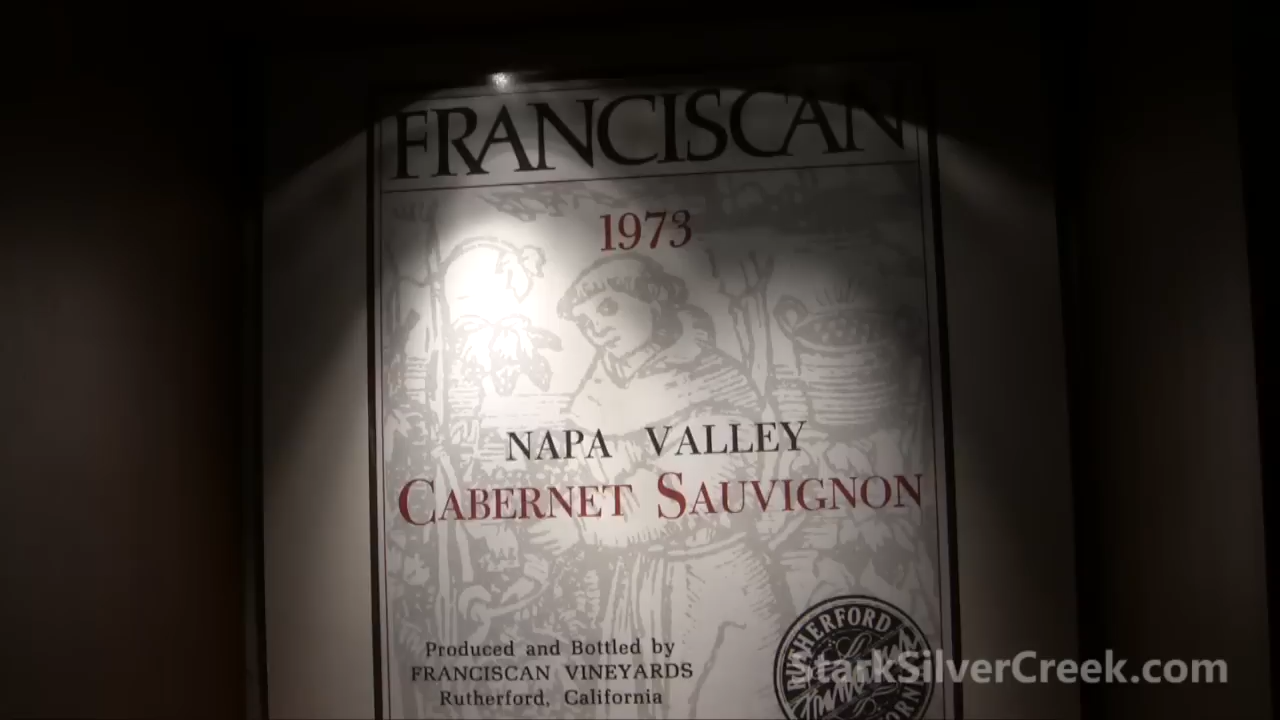 FRANCISCAN
1973
NAPA VALLEY
CABERNET SAUVIGNON
Produced and Bottled by
FRANCISCAN VINEYARDS
Rutherford, California
RUTHERFORD
StarkSilverCreek.com